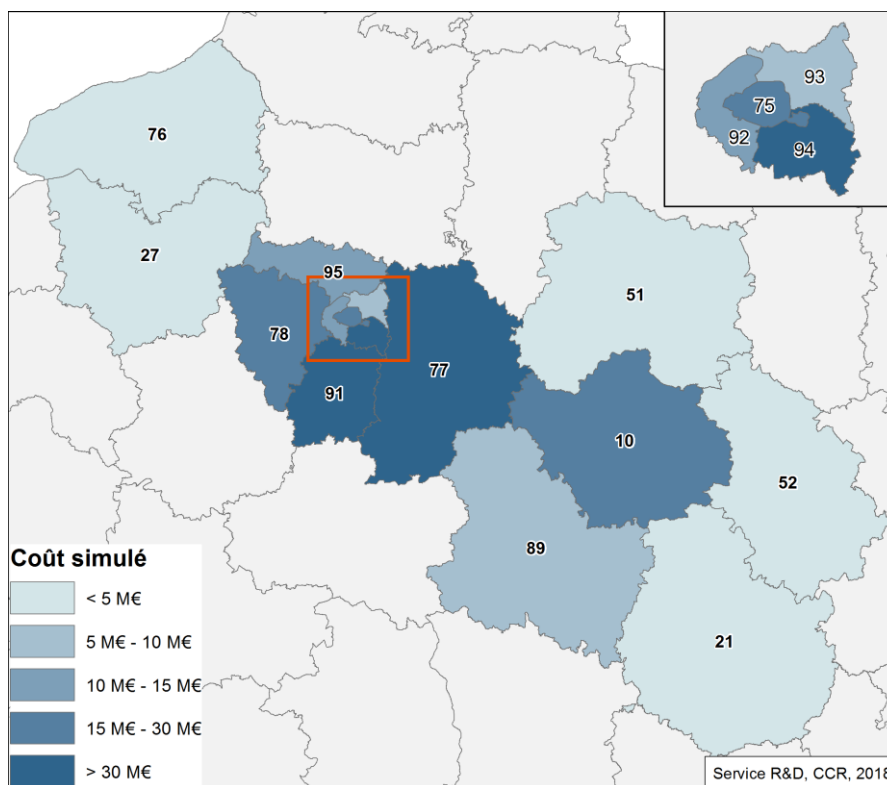 93
75
92
94
76
27
95
51
78
77
91
10
52
89
21
Coût simulé
< 5 M€
5 M€ - 10 M€
10 M€ - 15 M€
15 M€ - 30 M€
> 30 M€
Service R&D, CCR, 2018